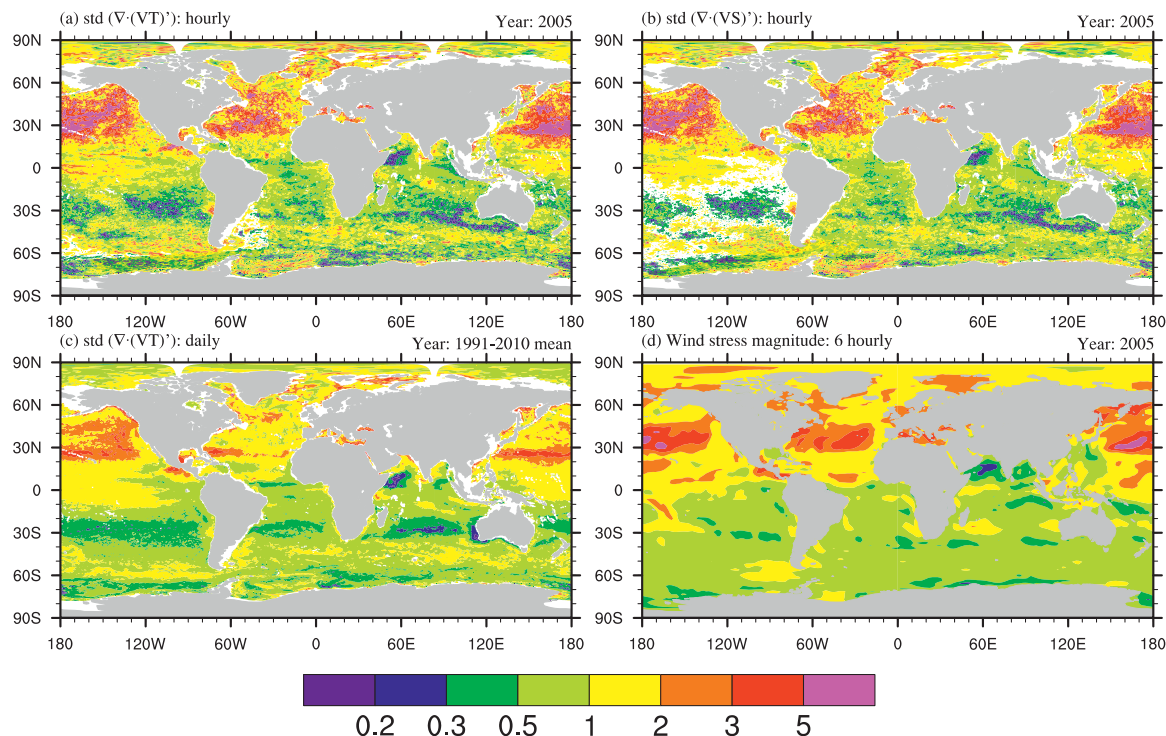 (a) std (∇·(VT)’): hourly Year: 2005
(b) std (∇·(VS)’): hourly Year: 2005
90N 90N
60N 60N
30N 30N
0 0
30S 30S
60S 60S
90S 90S
180 120W 60W 0 60E 120E 180 180 120W 60W 0 60E 120E 180
(c) std (∇·(VT)’): daily Year: 1991-2010 mean
(d) Wind stress magnitude: 6 hourly Year: 2005
90N 90N
60N 60N
30N 30N
0 0
30S 30S
60S 60S
90S 90S
180 120W 60W 0 60E 120E 180 180 120W 60W 0 60E 120E 180
0.2 0.3 0.5 1 2 3 5